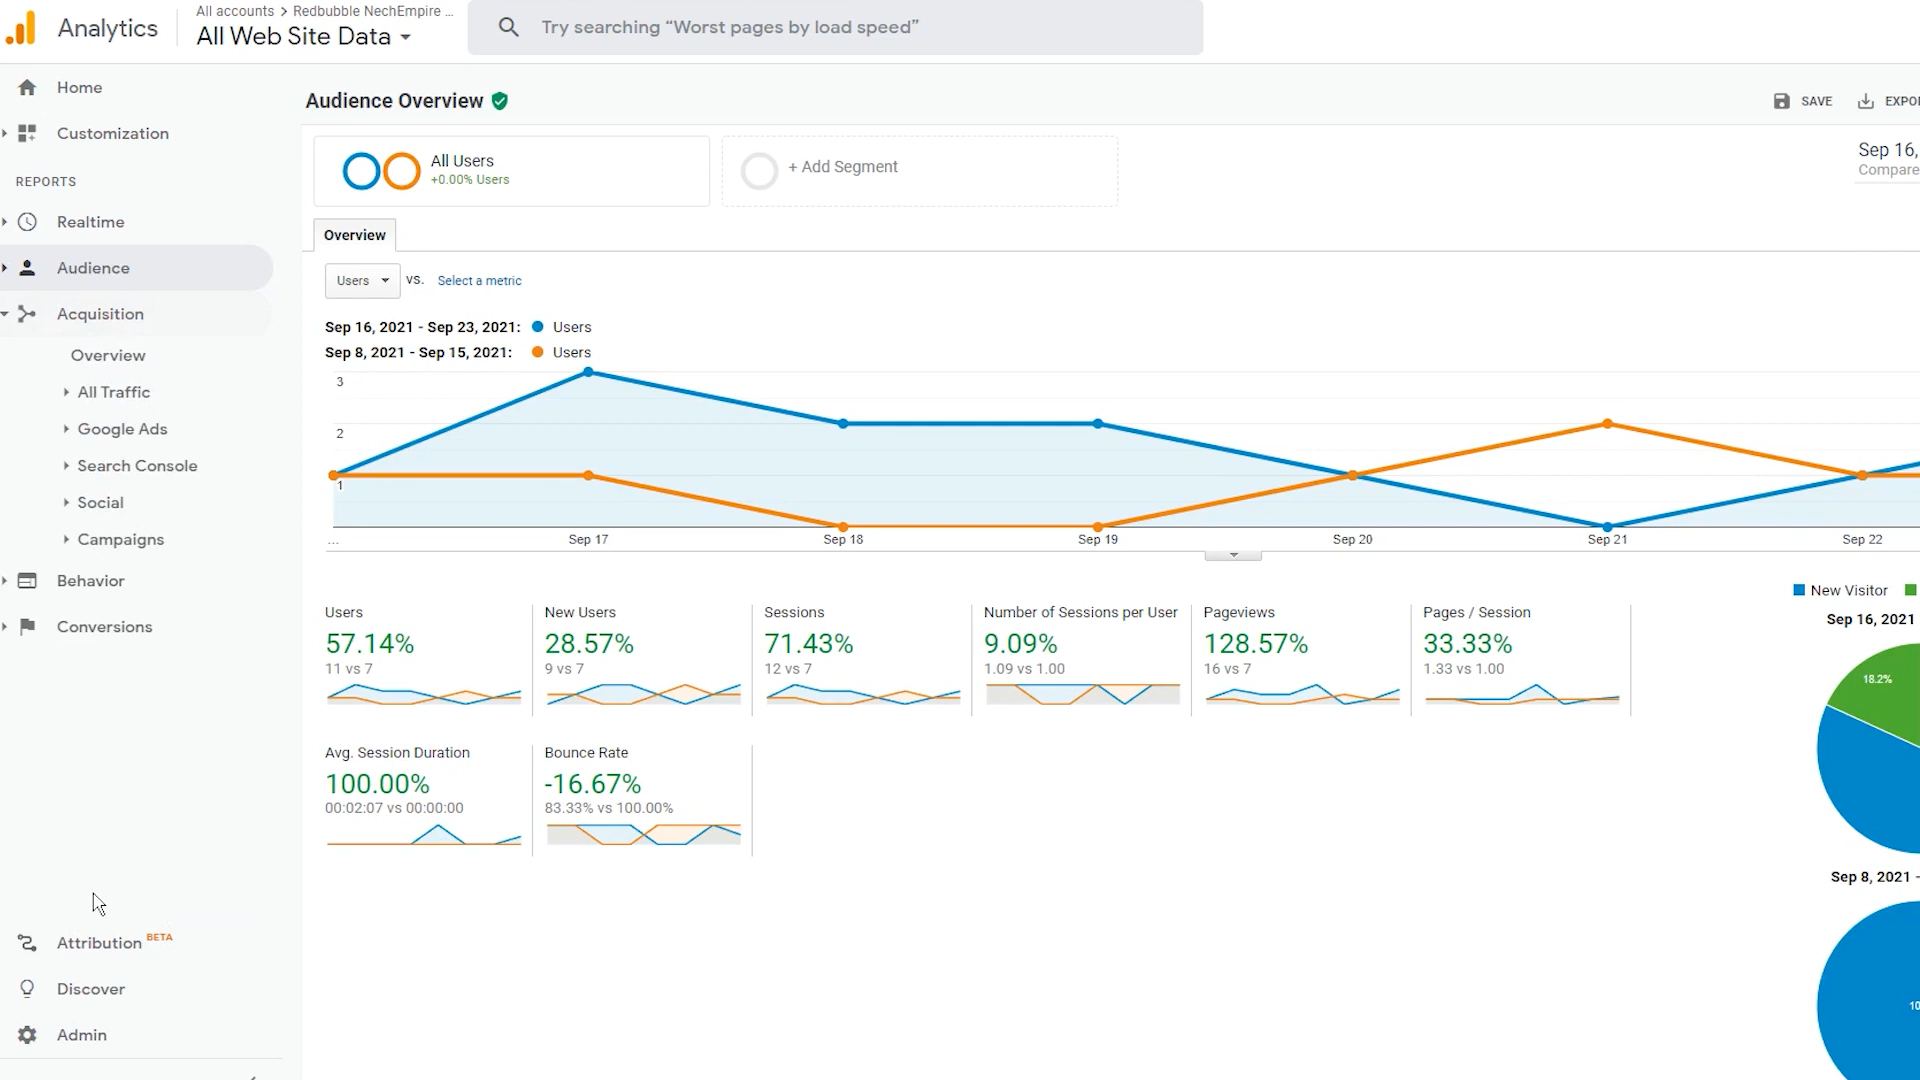 Analytics
All accounts > Redbubble NechEmpire ...
All Web Site Data
Try searching “Worst pages by load speed”
Home
Customization
REPORTS
Realtime
Audience
Acquisition
Overview
All Traffic
Google Ads
Search Console
Social
Campaigns
Behavior
Conversions
Attribution BETA
Discover
Admin
Audience Overview
SAVE
EXPO
All Users
+0.00% Users
+ Add Segment
Sep 16,
Compare
Overview
Users
VS.
Select a metric
Sep 16, 2021 - Sep 23, 2021: Users
Sep 8, 2021 - Sep 15, 2021: Users
3
2
1
... Sep 17 Sep 18 Sep 19 Sep 20 Sep 21 Sep 22
Users
57.14%
11 vs 7
New Users
28.57%
9 vs 7
Sessions
71.43%
12 vs 7
Number of Sessions per User
9.09%
1.09 vs 1.00
Pageviews
128.57%
16 vs 7
Pages / Session
33.33%
1.33 vs 1.00
Avg. Session Duration
100.00%
00:02:07 vs 00:00:00
Bounce Rate
-16.67%
83.33% vs 100.00%
New Visitor
Sep 16, 2021
18.2%
Sep 8, 2021 -
10